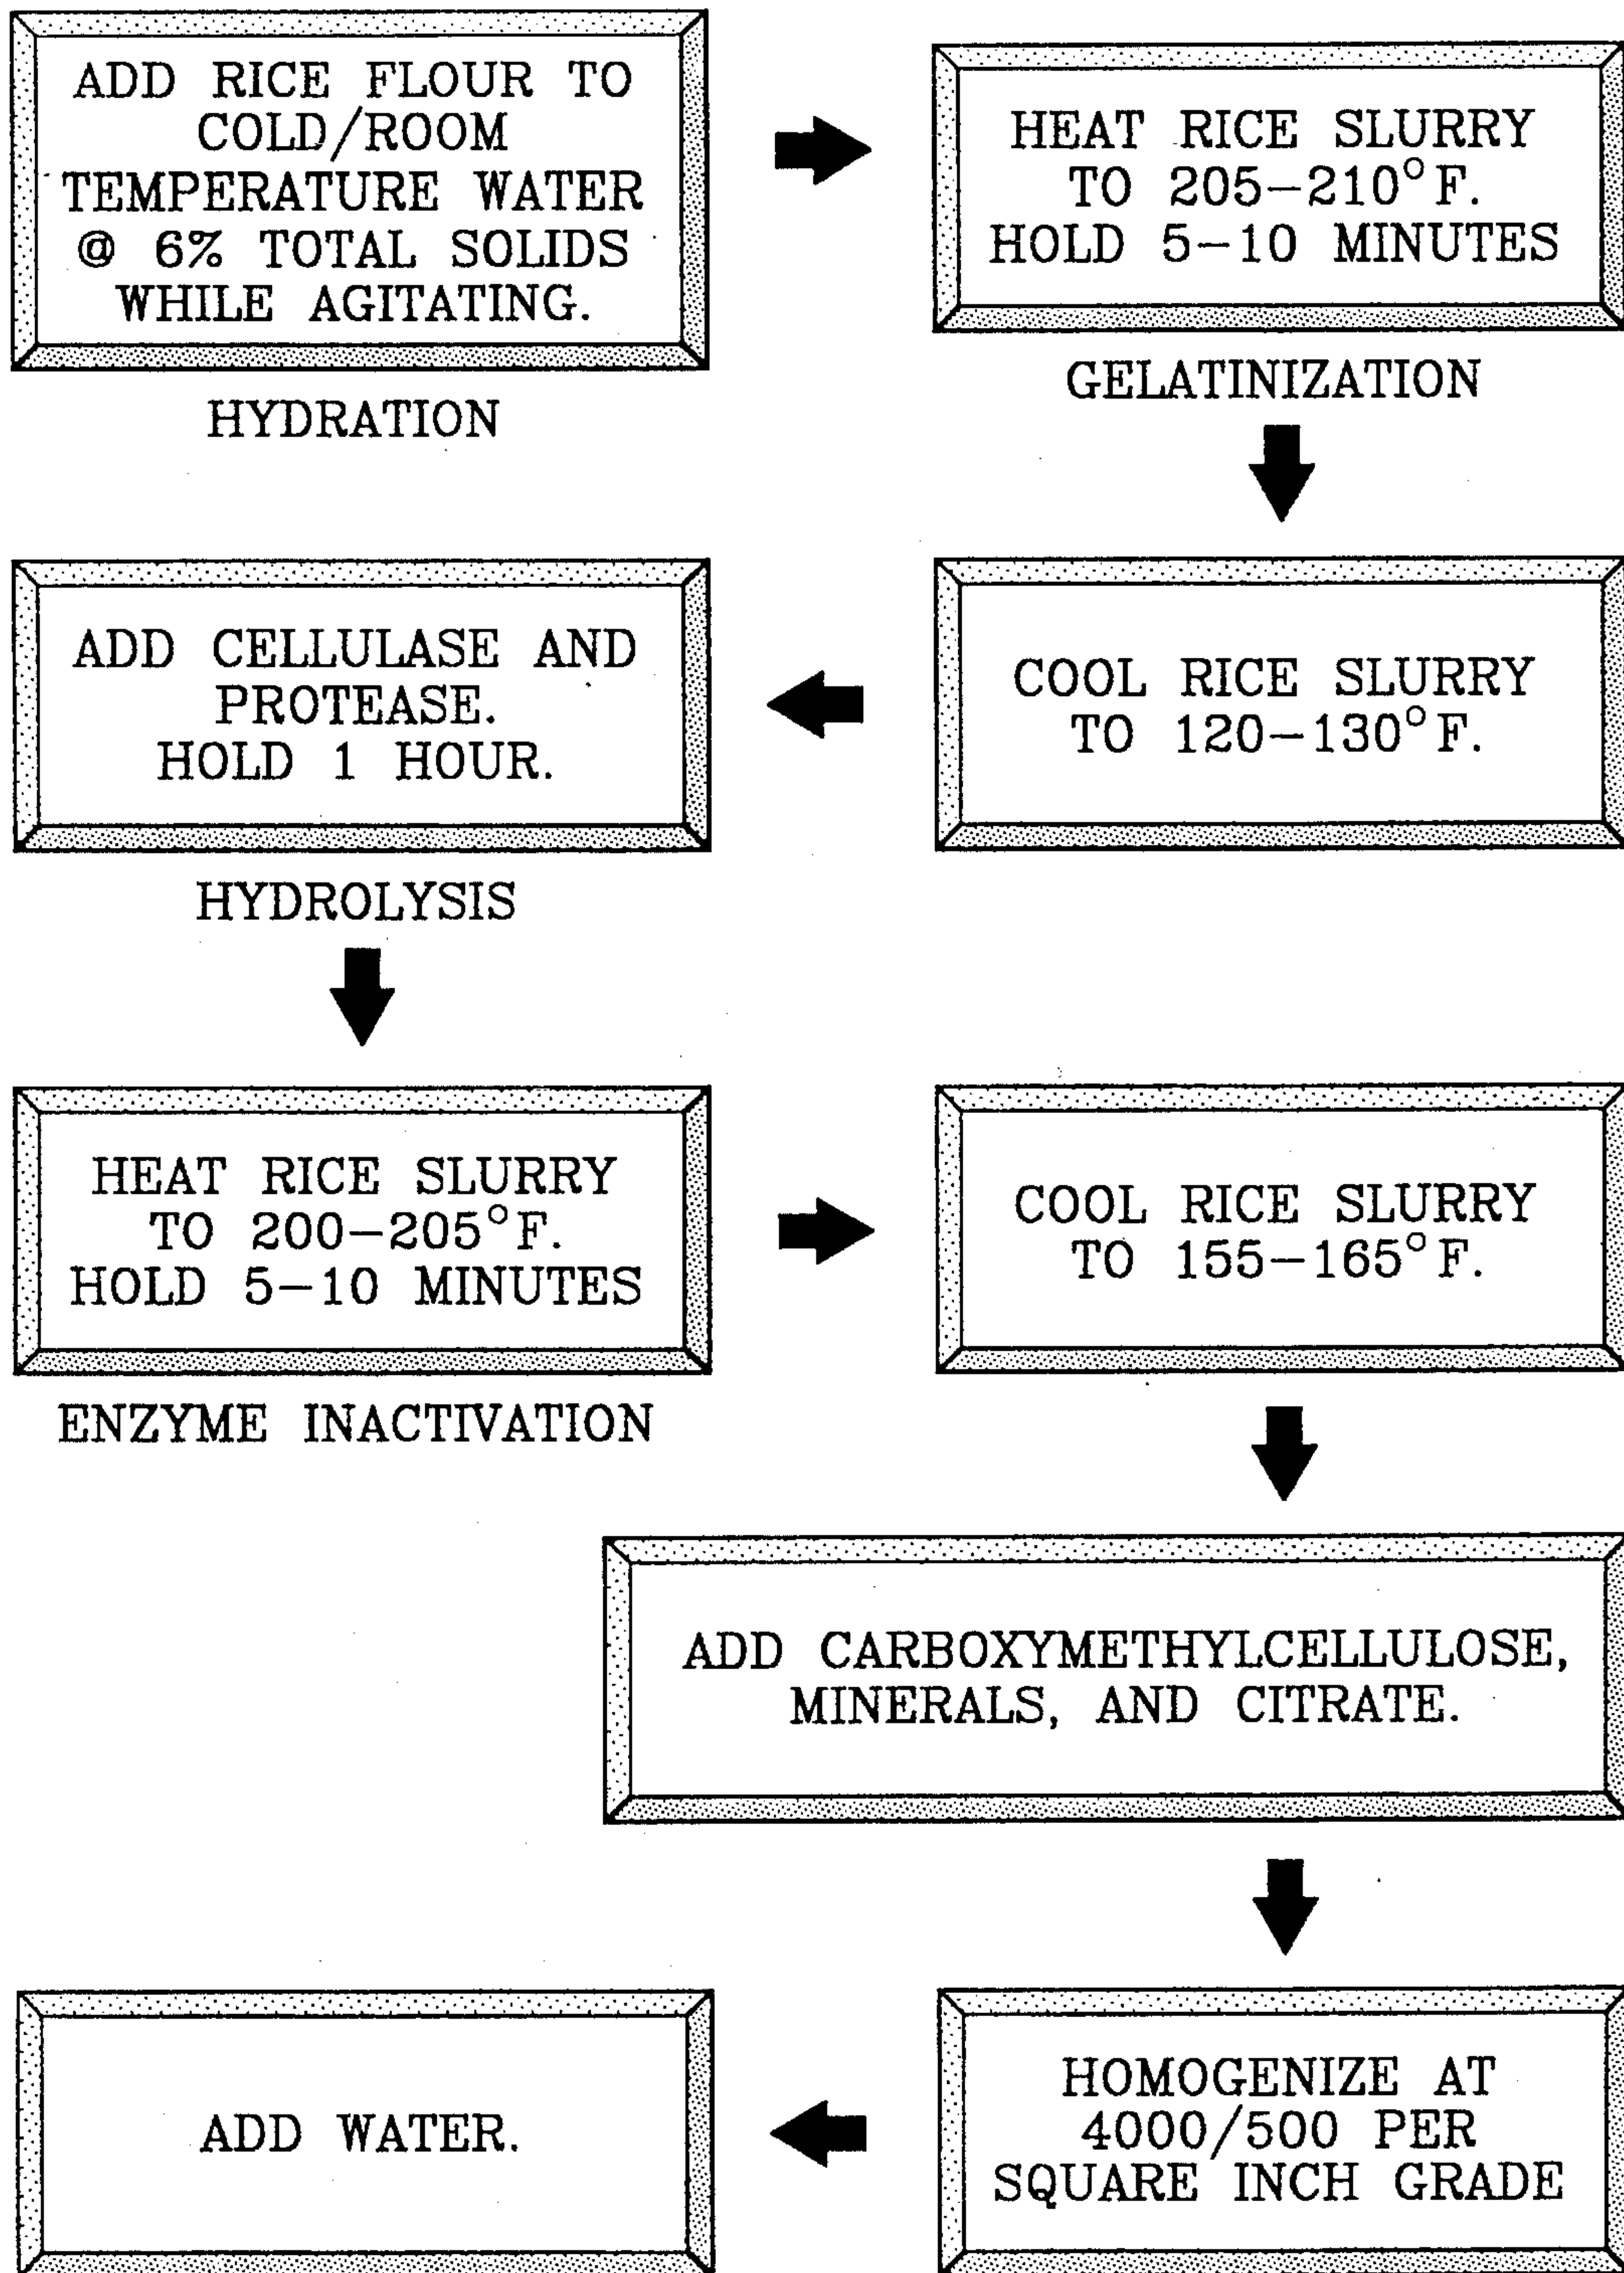 ADD RICE FLOUR TO
COLD/ROOM
TEMPERATURE WATER
@ 6% TOTAL SOLIDS
WHILE AGITATING.
HYDRATION
HEAT RICE SLURRY
TO 205-210°F.
HOLD 5-10 MINUTES
GELATINIZATION
COOL RICE SLURRY
TO 120-130°F.
ADD CELLULASE AND
PROTEASE.
HOLD 1 HOUR.
HYDROLYSIS
HEAT RICE SLURRY
TO 200-205°F.
HOLD 5-10 MINUTES
ENZYME INACTIVATION
COOL RICE SLURRY
TO 155-165°F.
ADD CARBOXYMETHYLCELLULOSE,
MINERALS, AND CITRATE.
HOMOGENIZE AT
4000/500 PER
SQUARE INCH GRADE
ADD WATER.